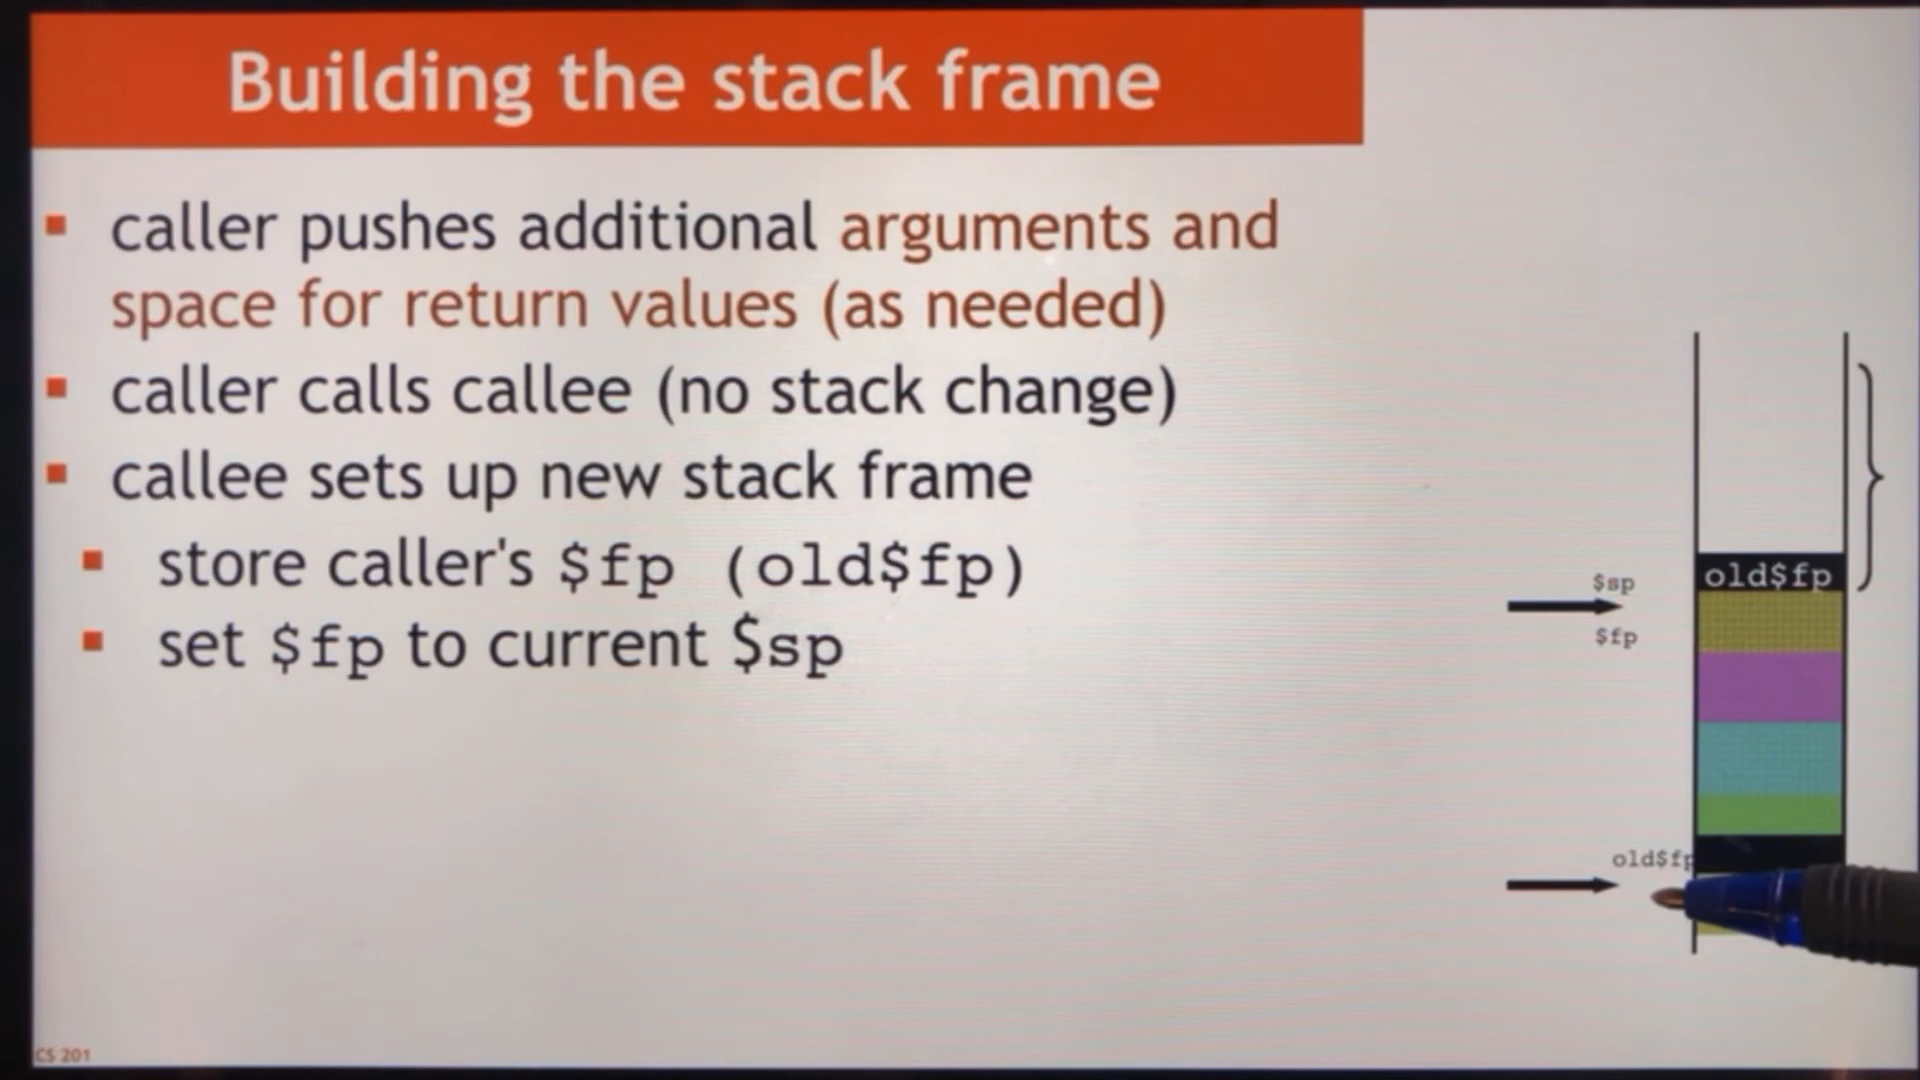 Building the stack frame
caller pushes additional arguments and
space for return values (as needed)
caller calls callee (no stack change)
callee sets up new stack frame
store caller's $fp (old$fp)
set $fp to current $sp
$sp
old$fp
$fp
old$fp
CS 201